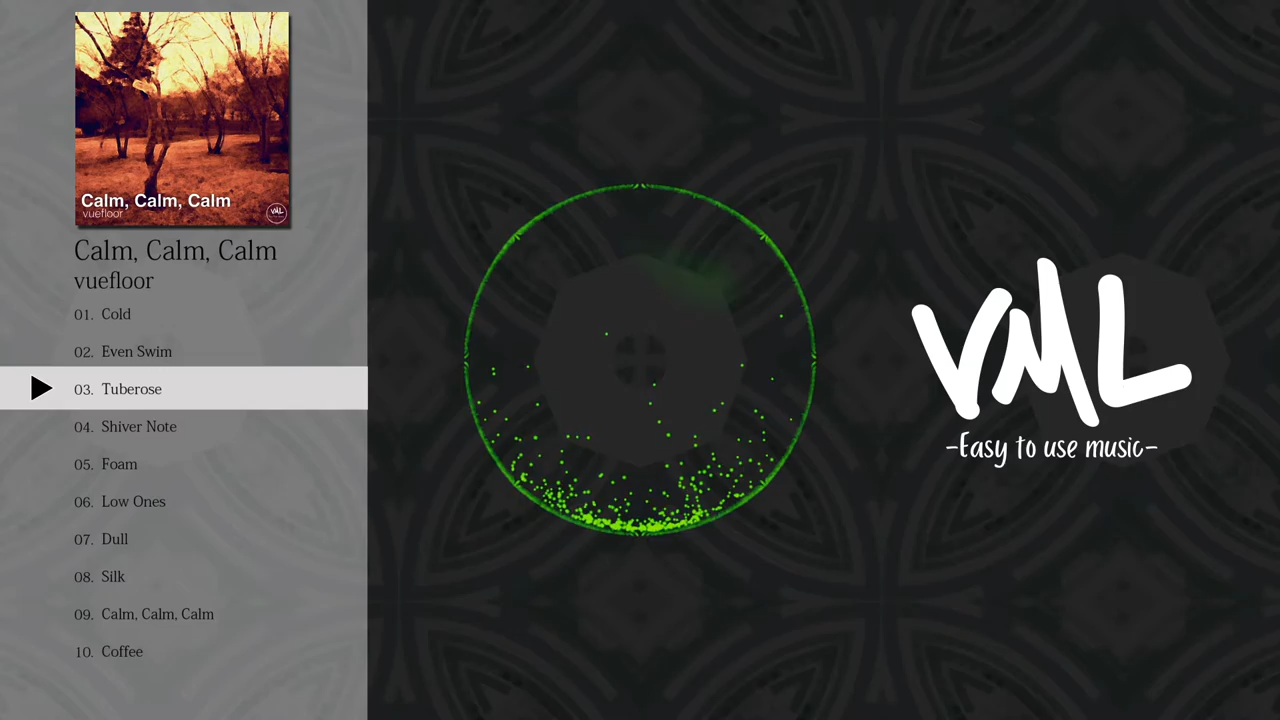 Calm, Calm, Calm
vuefloor
VML
Calm, Calm, Calm
vuefloor
01. Cold
02. Even Swim
03. Tuberose
04. Shiver Note
05. Foam
06. Low Ones
07. Dull
08. Silk
09. Calm, Calm, Calm
10. Coffee
VML
-Easy to use music-